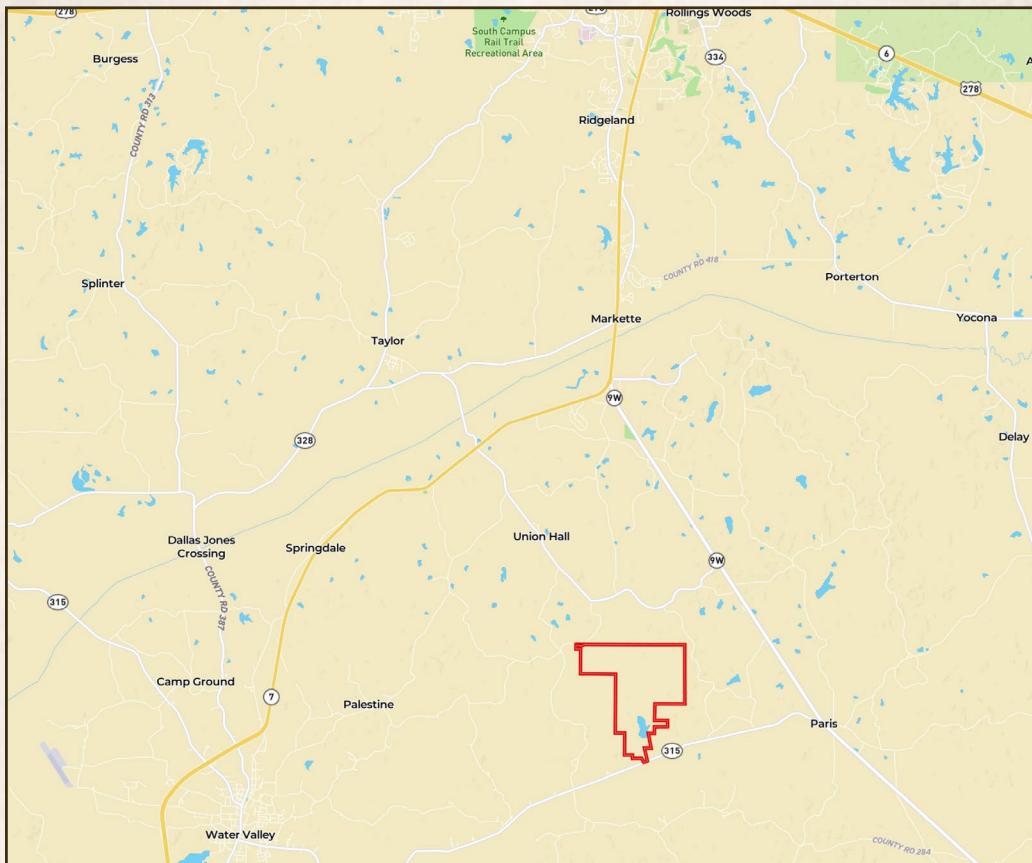 278
278
Rollings Woods
South Campus
Rail Trail
Recreational Area
Burgess
334
6
A
278
COUNTY RD 313
Ridgeland
COUNTY RD 418
Splinter
Porterton
Markette
Yocona
Taylor
9W
328
Delay
Union Hall
Dallas Jones
Crossing
Springdale
9W
COUNTY RD 387
315
Camp Ground
7
Palestine
Paris
315
Water Valley
COUNTY RD 284